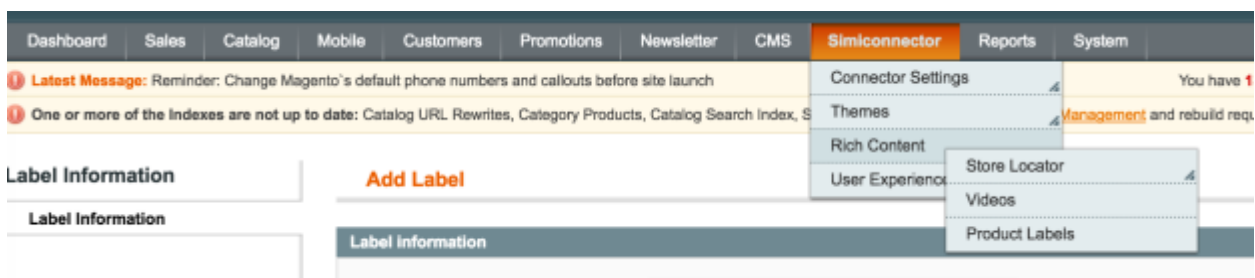 Dashboard Sales Catalog Mobile Customers Promotions Newsletter CMS Simiconnector Reports System
Latest Message: Reminder: Change Magento`s default phone numbers and callouts before site launch
You have 1
One or more of the Indexes are not up to date: Catalog URL Rewrites, Category Products, Catalog Search Index, S
Management and rebuild requ
Connector Settings
Themes
Rich Content
User Experience
Store Locator
Videos
Product Labels
Label Information
Label Information
Add Label
Label information